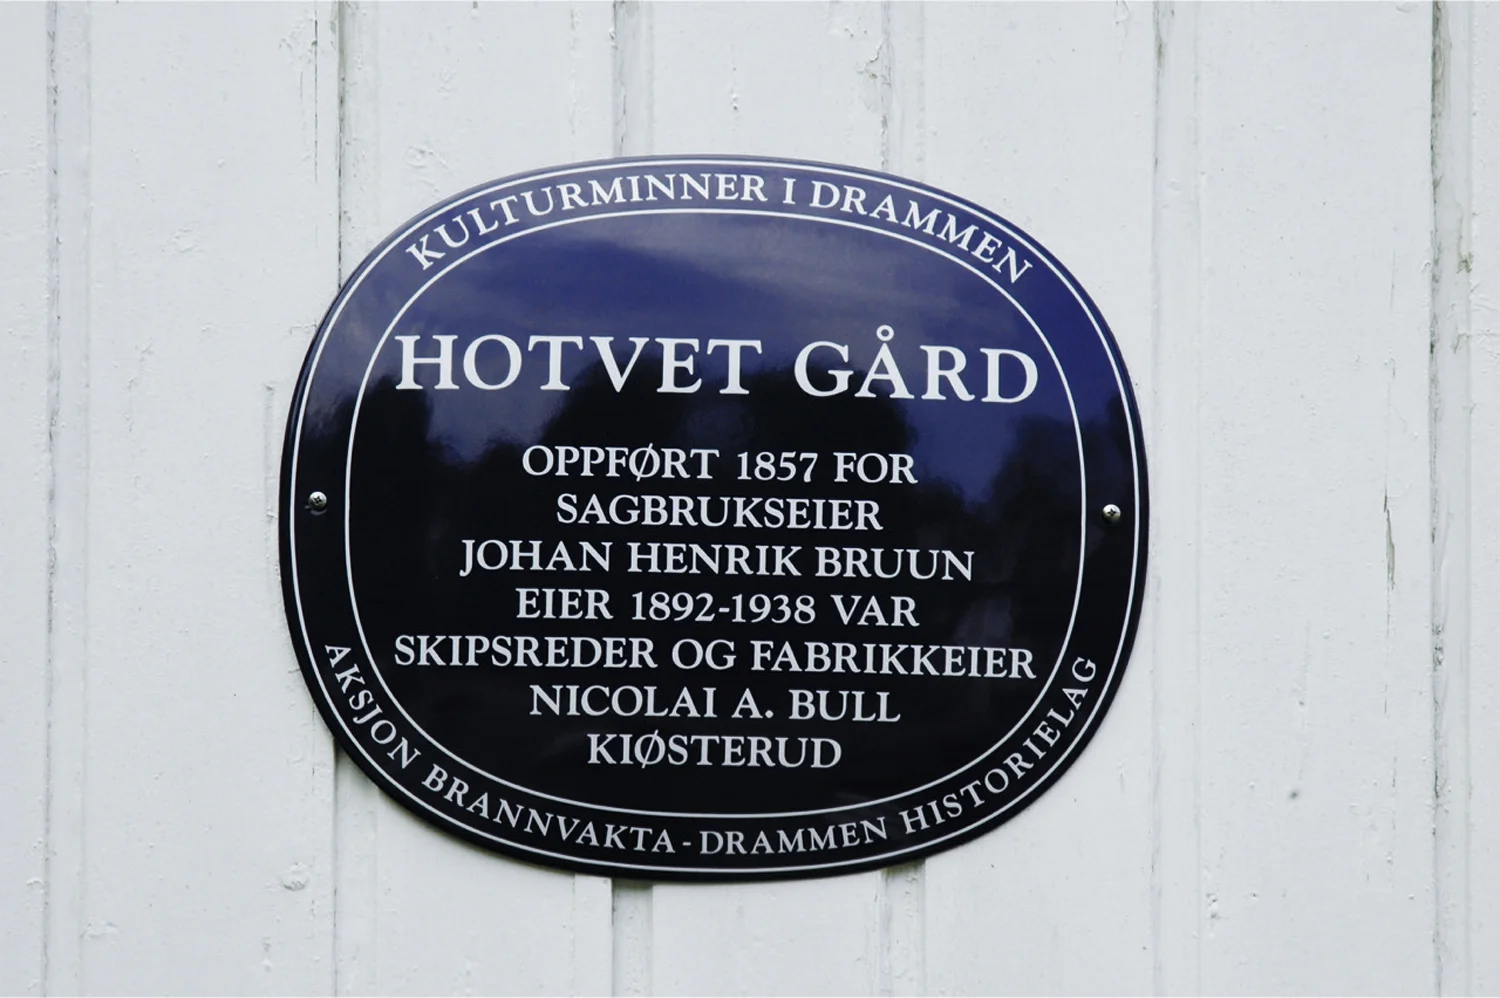 KULTURMINNER I DRAMMEN
HOTVET GÅRD
OPPFØRT 1857 FOR
SAGBRUKSEIER
JOHAN HENRIK BRUUN
EIER 1892-1938 VAR
SKIPSREDER OG FABRIKKEIER
NICOLAI A. BULL
KIØSTERUD
AKSJON BRANNVAKTA - DRAMMEN HISTORIELAG